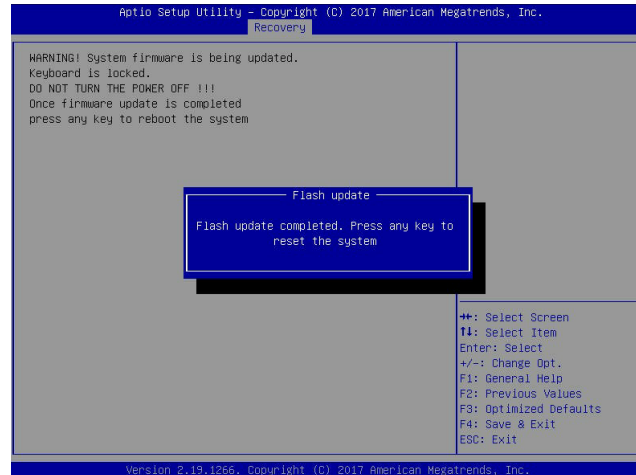 Aptio Setup Utility – Copyright (C) 2017 American Megatrends, Inc.
Recovery
WARNING! System firmware is being updated.
Keyboard is locked.
DO NOT TURN THE POWER OFF !!!
Once firmware update is completed
press any key to reboot the system
Flash update
Flash update completed. Press any key to
reset the system
→←: Select Screen
↑↓: Select Item
Enter: Select
+/-: Change Opt.
F1: General Help
F2: Previous Values
F3: Optimized Defaults
F4: Save & Exit
ESC: Exit
Version 2.19.1266. Copyright (C) 2017 American Megatrends, Inc.